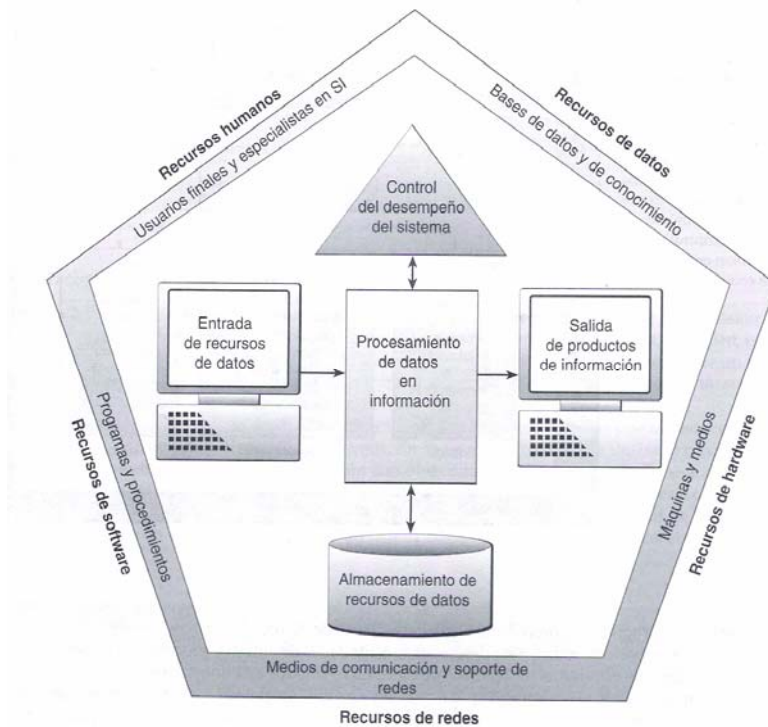 Recursos humanos
Usuarios finales y especialistas en SI
Recursos de datos
Bases de datos y de conocimiento
Control
del desempeño
del sistema
Entrada
de recursos
de datos
Procesamiento
de datos
en
información
Salida
de productos
de información
Programas y procedimientos
Recursos de software
Máquinas y medios
Recursos de hardware
Almacenamiento de
recursos de datos
Medios de comunicación y soporte de
redes
Recursos de redes